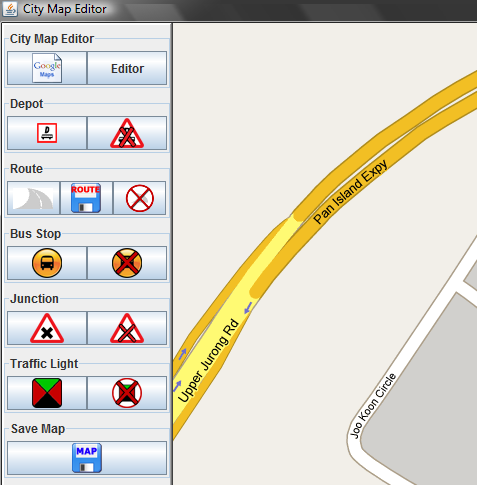 City Map Editor
City Map Editor
Google
Maps
Editor
Depot
Route
ROUTE
Bus Stop
Junction
Traffic Light
Save Map
MAP
Pan Island Expy
Upper Jurong Rd
Joo Koon Circle